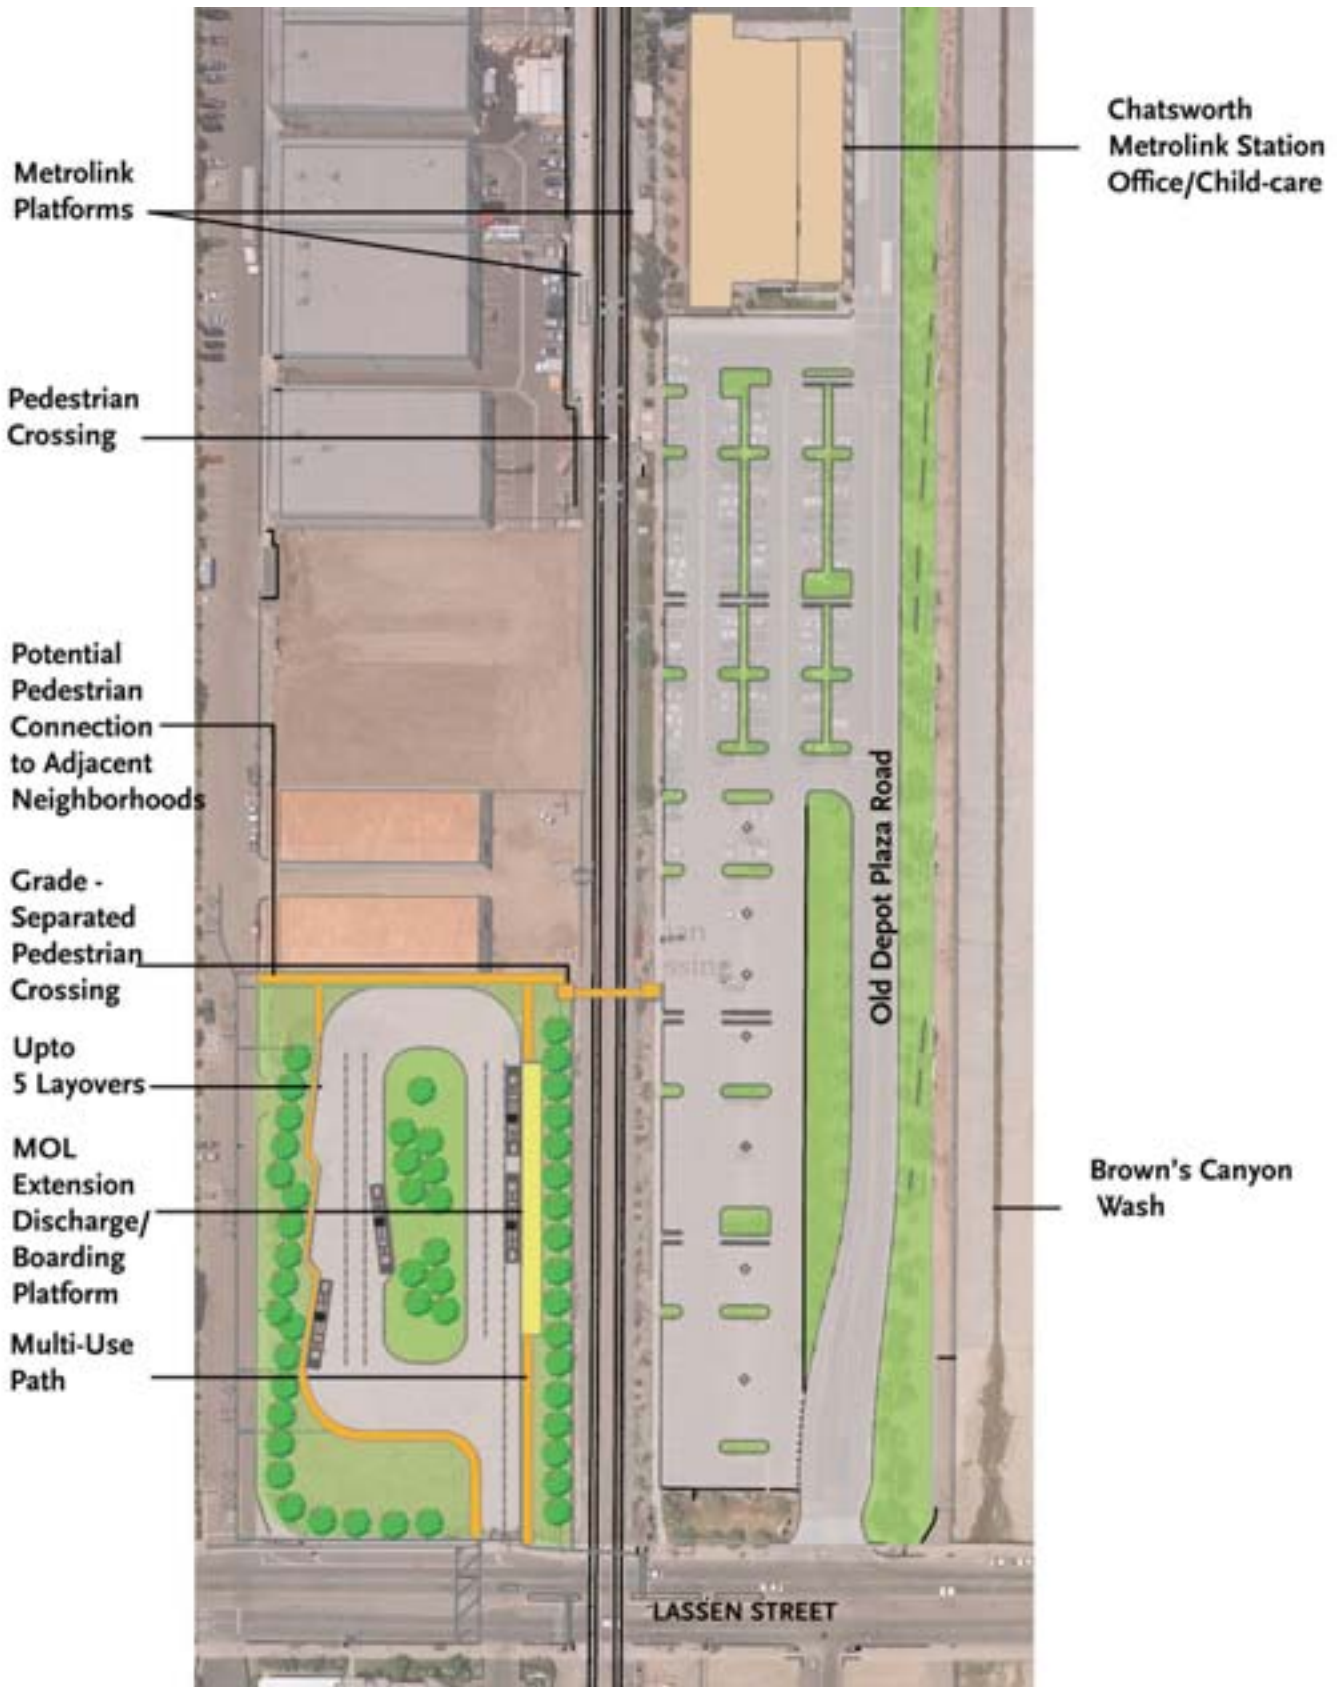 Chatsworth
Metrolink Station
Office/Child-care
Metrolink
Platforms
Pedestrian
Crossing
Potential
Pedestrian
Connection
to Adjacent
Neighborhoods
Old Depot Plaza Road
Grade -
Separated
Pedestrian
Crossing
Upto
5 Layovers
MOL
Extension
Discharge/
Boarding
Platform
Brown's Canyon
Wash
Multi-Use
Path
LASSEN STREET